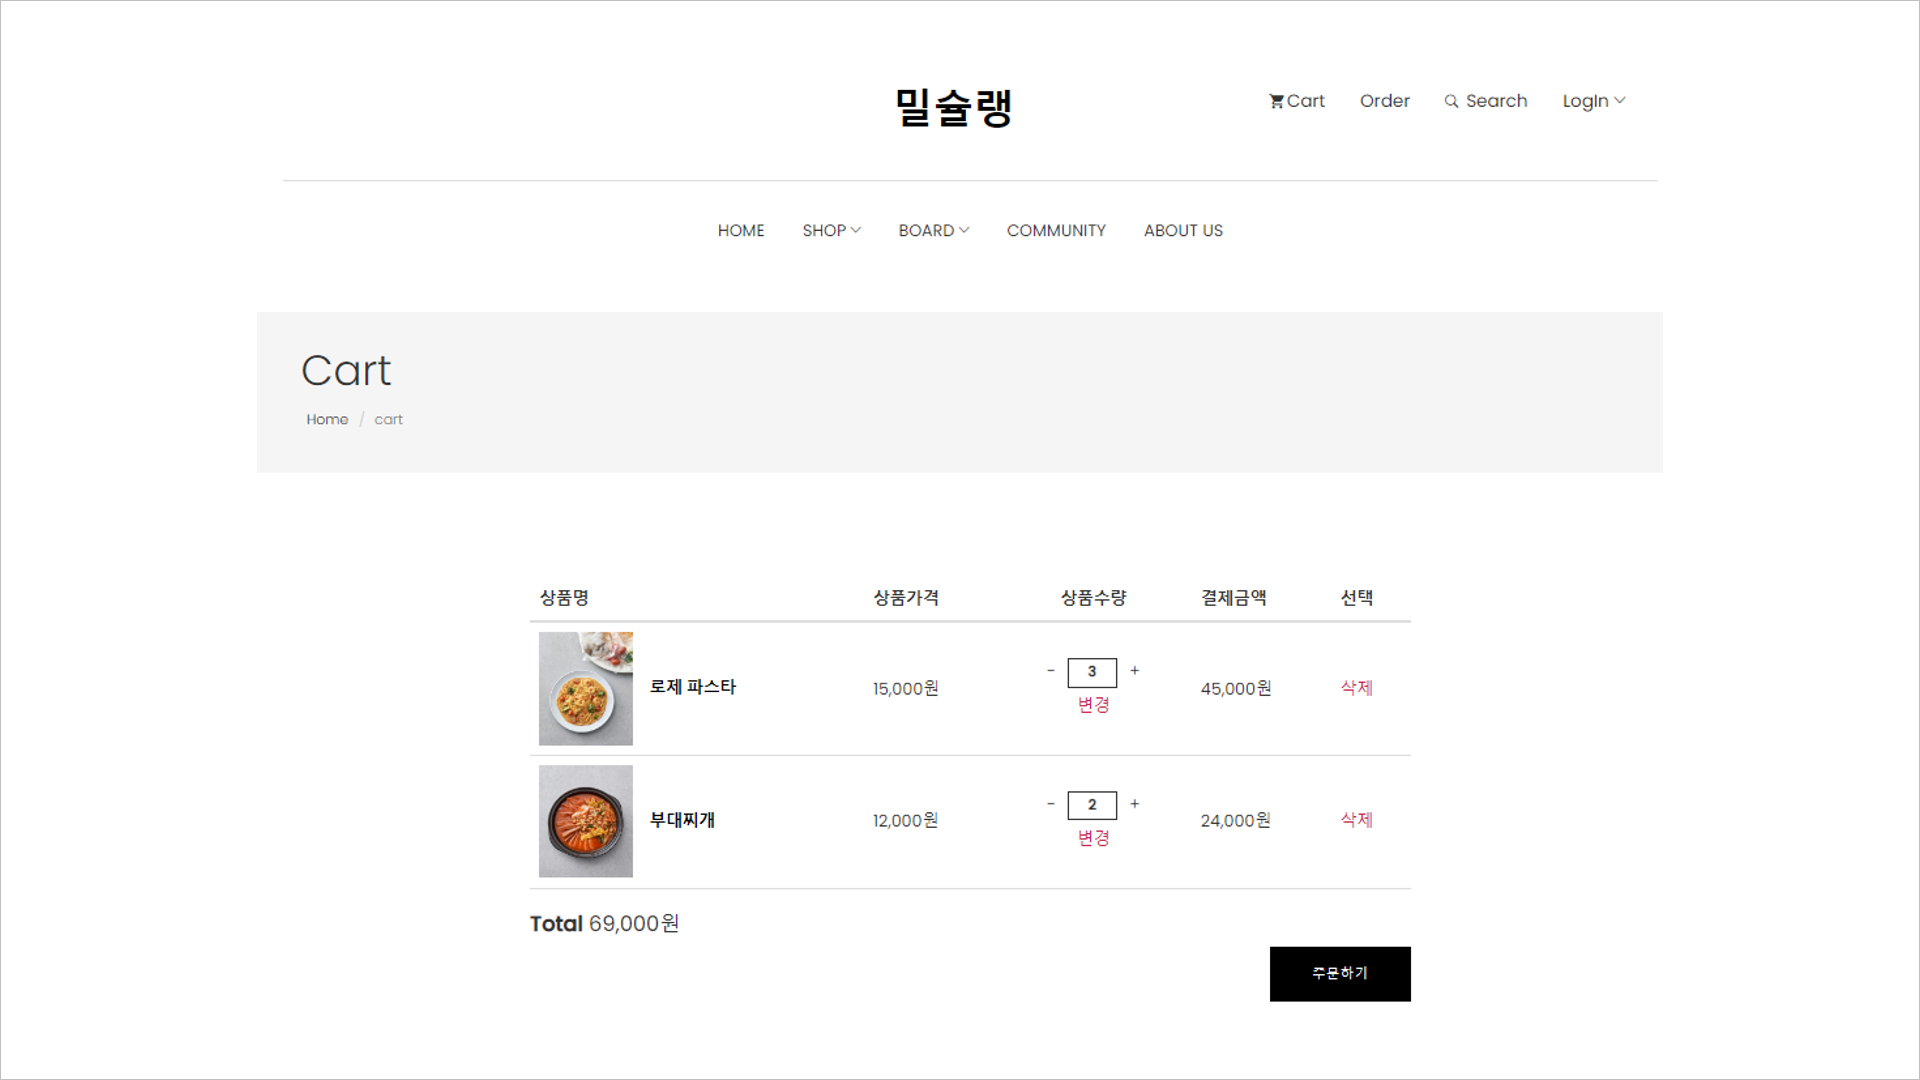 밀슐랭
Cart Order Search LogIn
HOME SHOP BOARD COMMUNITY ABOUT US
Cart
Home / cart
상품명 상품가격 상품수량 결제금액 선택
로제 파스타 15,000원 - 3 + 45,000원 삭제
변경
부대찌개 12,000원 - 2 + 24,000원 삭제
변경
Total 69,000원
주문하기